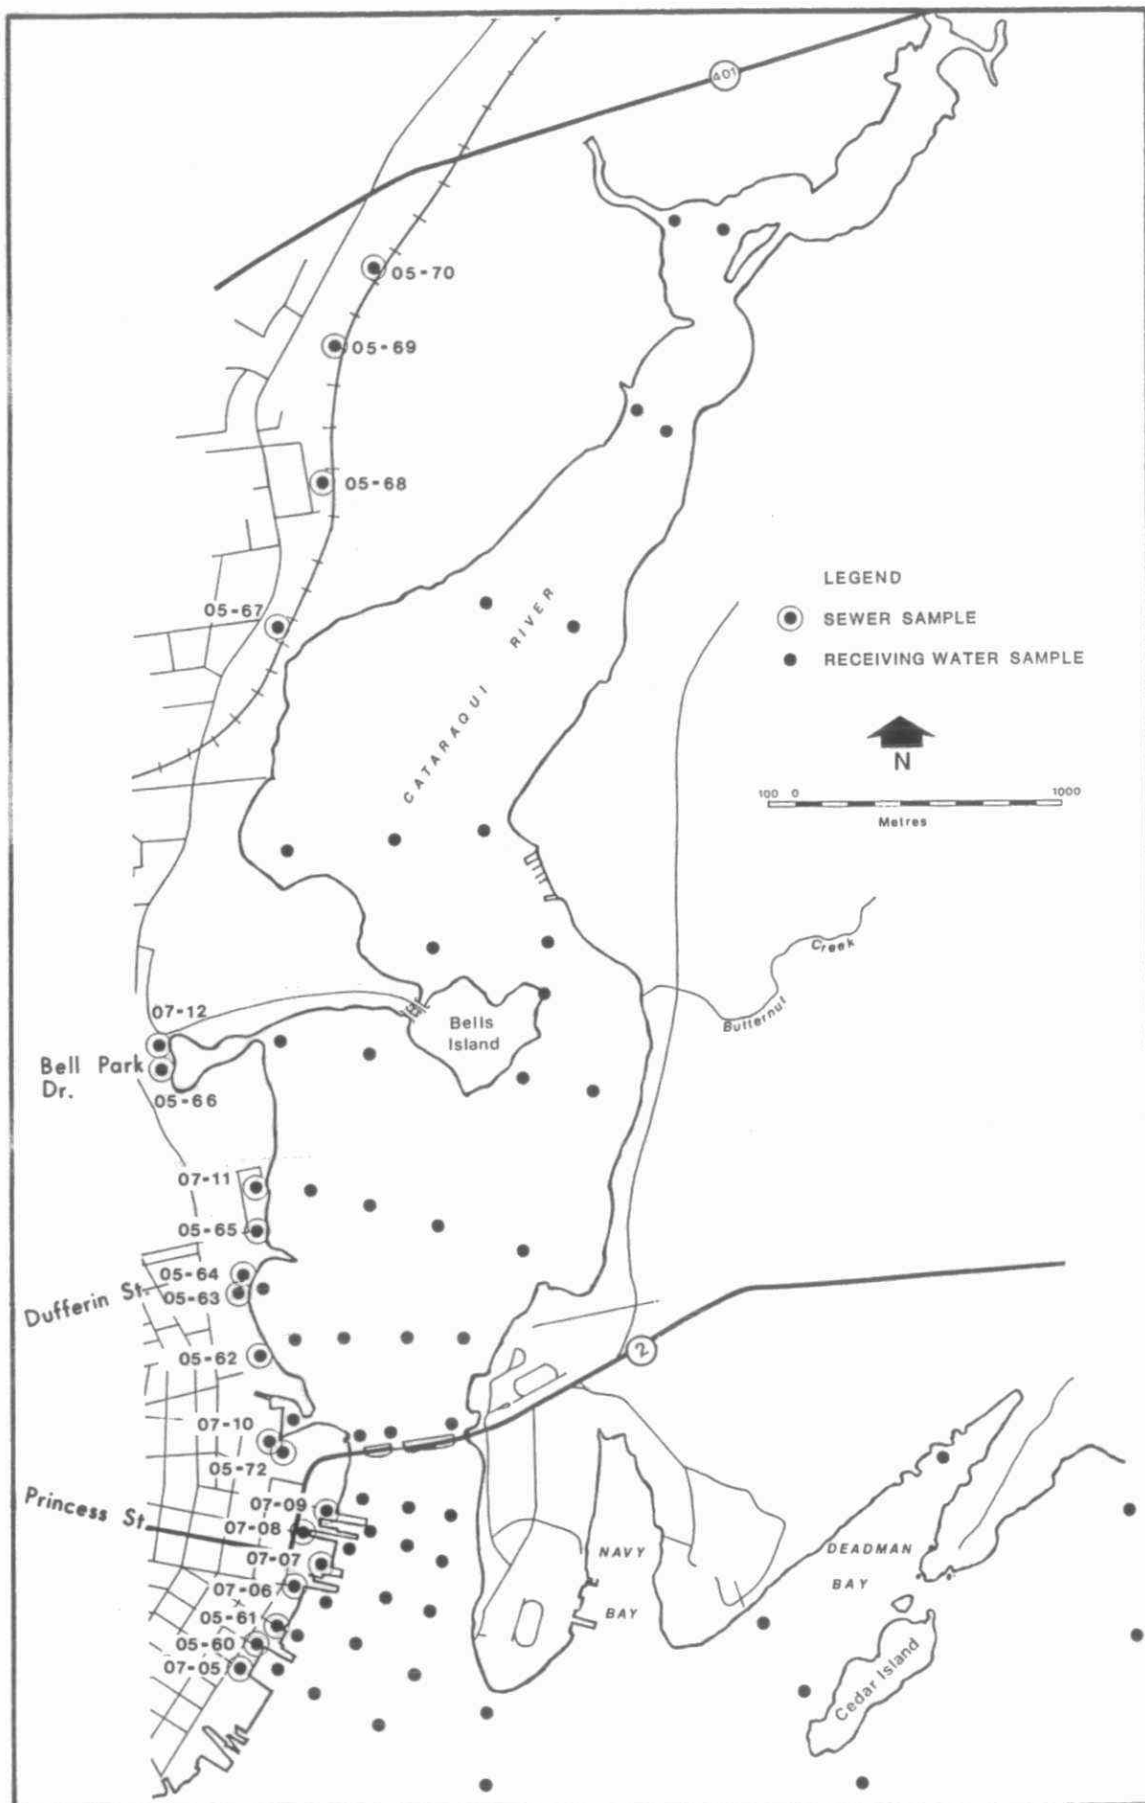 401
05-70
05-69
05-68
05-67
CATARAQUI RIVER
LEGEND
SEWER SAMPLE
RECEIVING WATER SAMPLE
N
100 0 1000
Metres
Butternut Creek
07-12
Bells
Island
Bell Park
Dr.
05-66
07-11
05-65
05-64
Dufferin St.
05-63
05-62
2
07-10
05-72
Princess St
07-09
07-08
07-07
07-06
05-61
05-60
07-05
NAVY
BAY
DEADMAN
BAY
Cedar Island